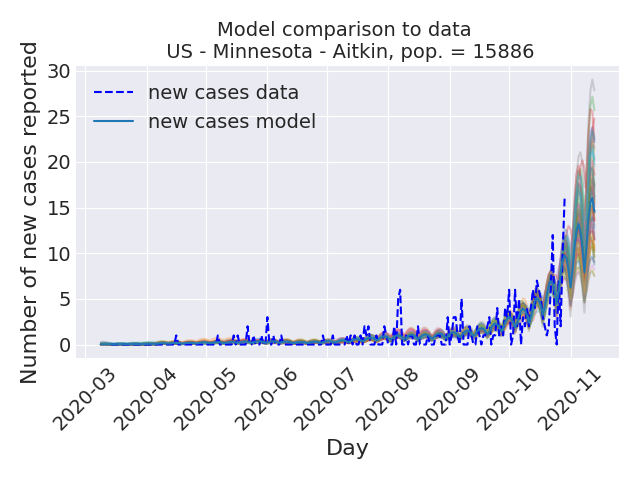 Model comparison to data
US - Minnesota - Aitkin, pop. = 15886
Number of new cases reported
30
25
20
15
10
5
0
new cases data
new cases model
2020-03
2020-04
2020-05
2020-06
2020-07
2020-08
2020-09
2020-10
2020-11
Day